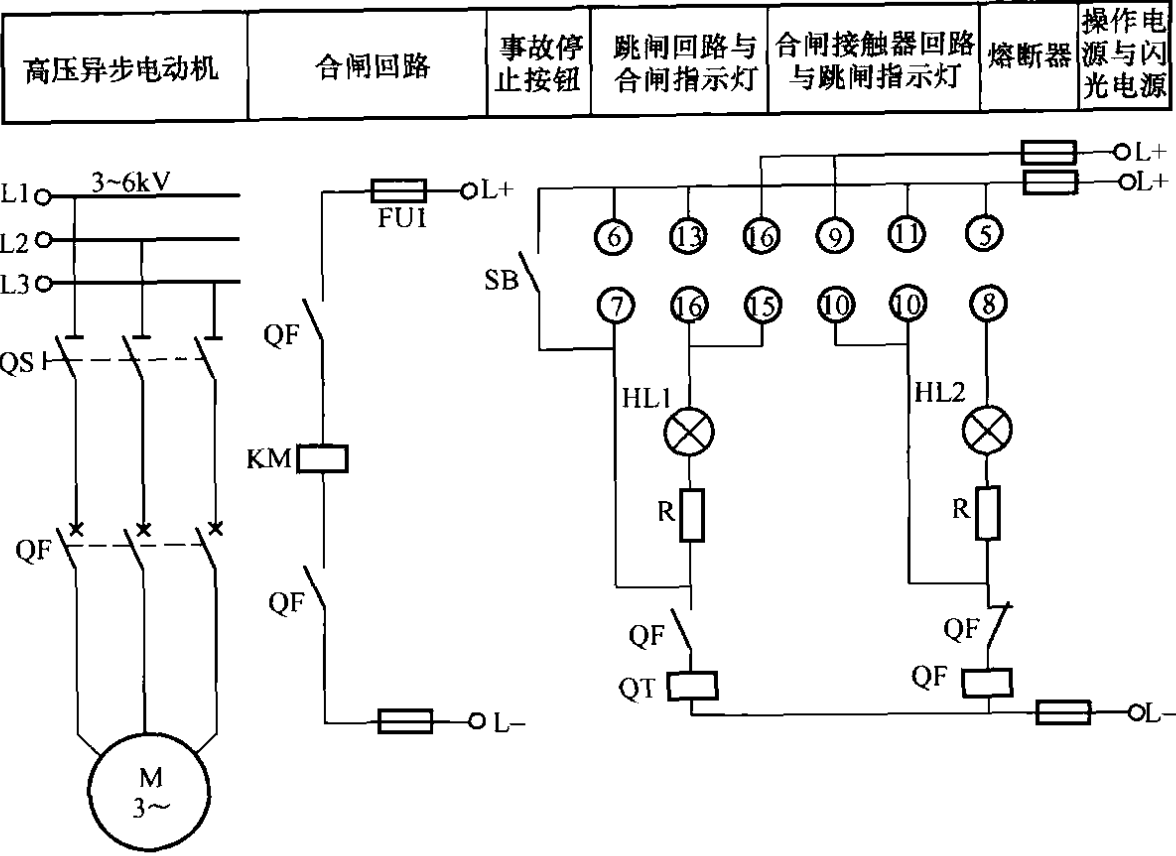 高压异步电动机
合闸回路
事故停
止按钮
跳闸回路与
合闸指示灯
合闸接触器回路
与跳闸指示灯
熔断器
操作电
源与闪
光电源
L1
3~6kV
L2
L3
QS
QF
M
3~
FU1
L+
QF
KM
QF
L−
L+
L+
SB
6
13
16
9
11
5
7
16
15
10
10
8
HL1
HL2
R
R
QF
QF
QT
QF
L−